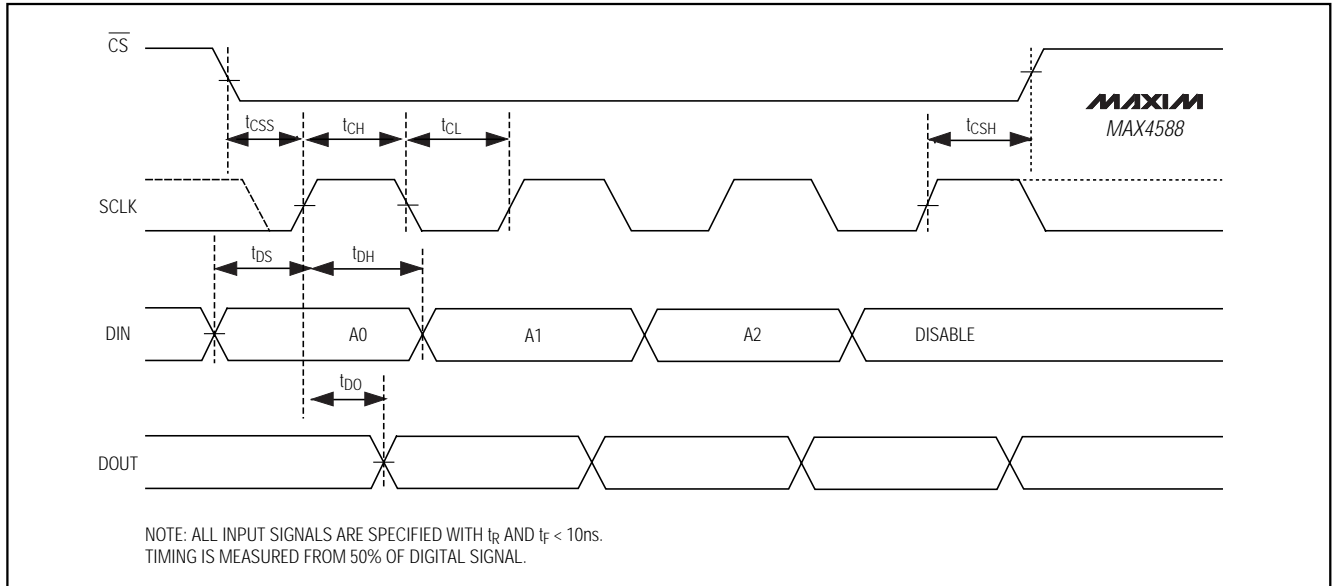 CS
MAXIM
MAX4588
tCSS
tCH
tCL
tCSH
SCLK
tDS
tDH
DIN
A0
A1
A2
DISABLE
tDO
DOUT
NOTE: ALL INPUT SIGNALS ARE SPECIFIED WITH tR AND tF < 10ns.
TIMING IS MEASURED FROM 50% OF DIGITAL SIGNAL.